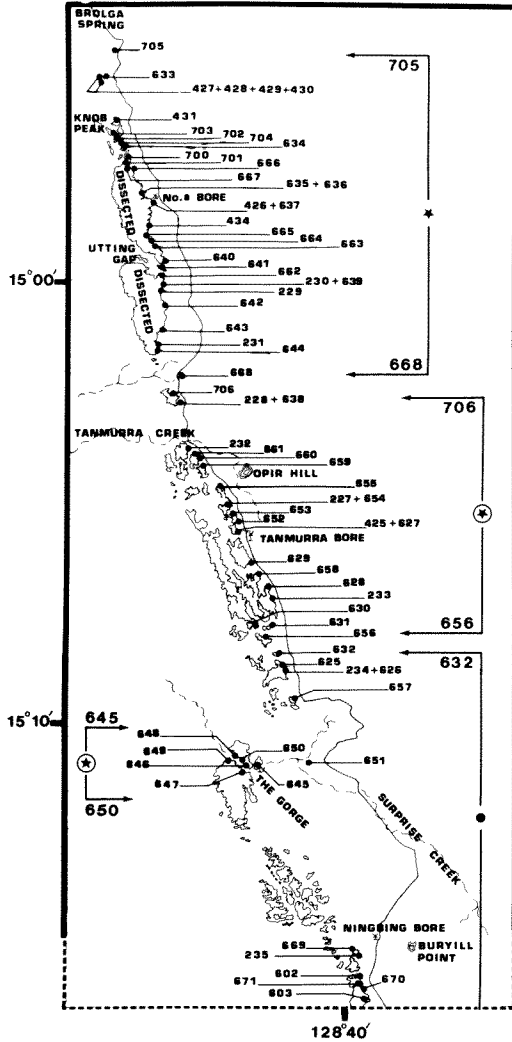 BROLGA
SPRING
705
705
633
427+428+429+430
431
KNOB
PEAK
703 702 704
634
700 701 666
667
DISSECTED
635 + 636
No.8 BORE
426 + 637
434
665
664
663
UTTING
GAP
640
641
662
15°00'
230 + 639
229
DISSECTED
642
643
231
644
668
668
706
706
228 + 638
TANMURRA CREEK
232
661
660
659
OPIR HILL
655
227 + 654
653
652
425 + 627
TANMURRA BORE
629
658
628
233
630
631
656
656
632
632
625
234 + 626
657
15°10'
645
648
649
650
651
646
647
645
650
THE GORGE
SURPRISE CREEK
NINGBING BORE
669
BURYILL
POINT
235
602
671
670
603
128°40'